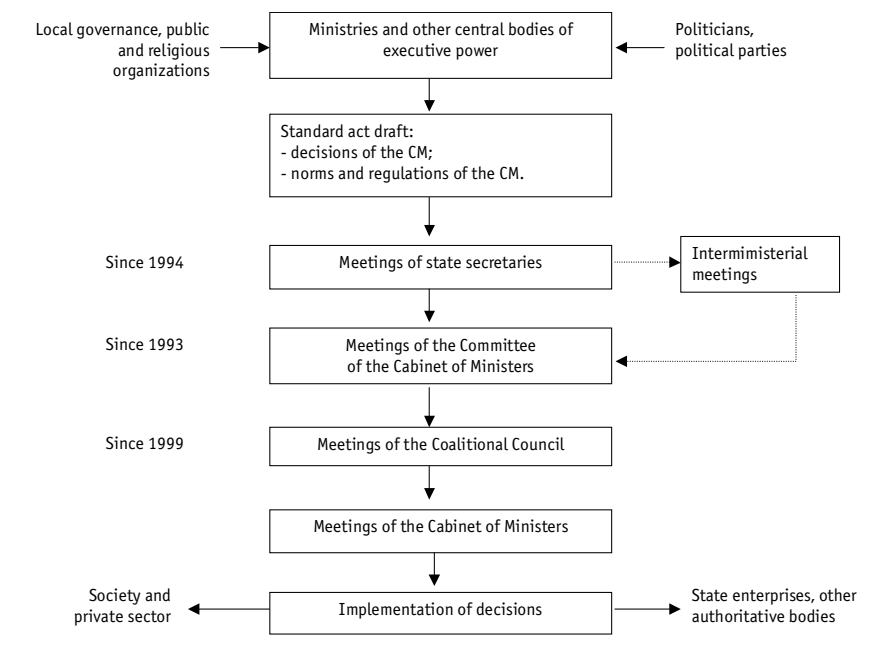 Local governance, public
and religious
organizations
Ministries and other central bodies of
executive power
Politicians,
political parties
Standard act draft:
- decisions of the CM;
- norms and regulations of the CM.
Since 1994
Meetings of state secretaries
Intermimisterial
meetings
Since 1993
Meetings of the Committee
of the Cabinet of Ministers
Since 1999
Meetings of the Coalitional Council
Meetings of the Cabinet of Ministers
Society and
private sector
Implementation of decisions
State enterprises, other
authoritative bodies